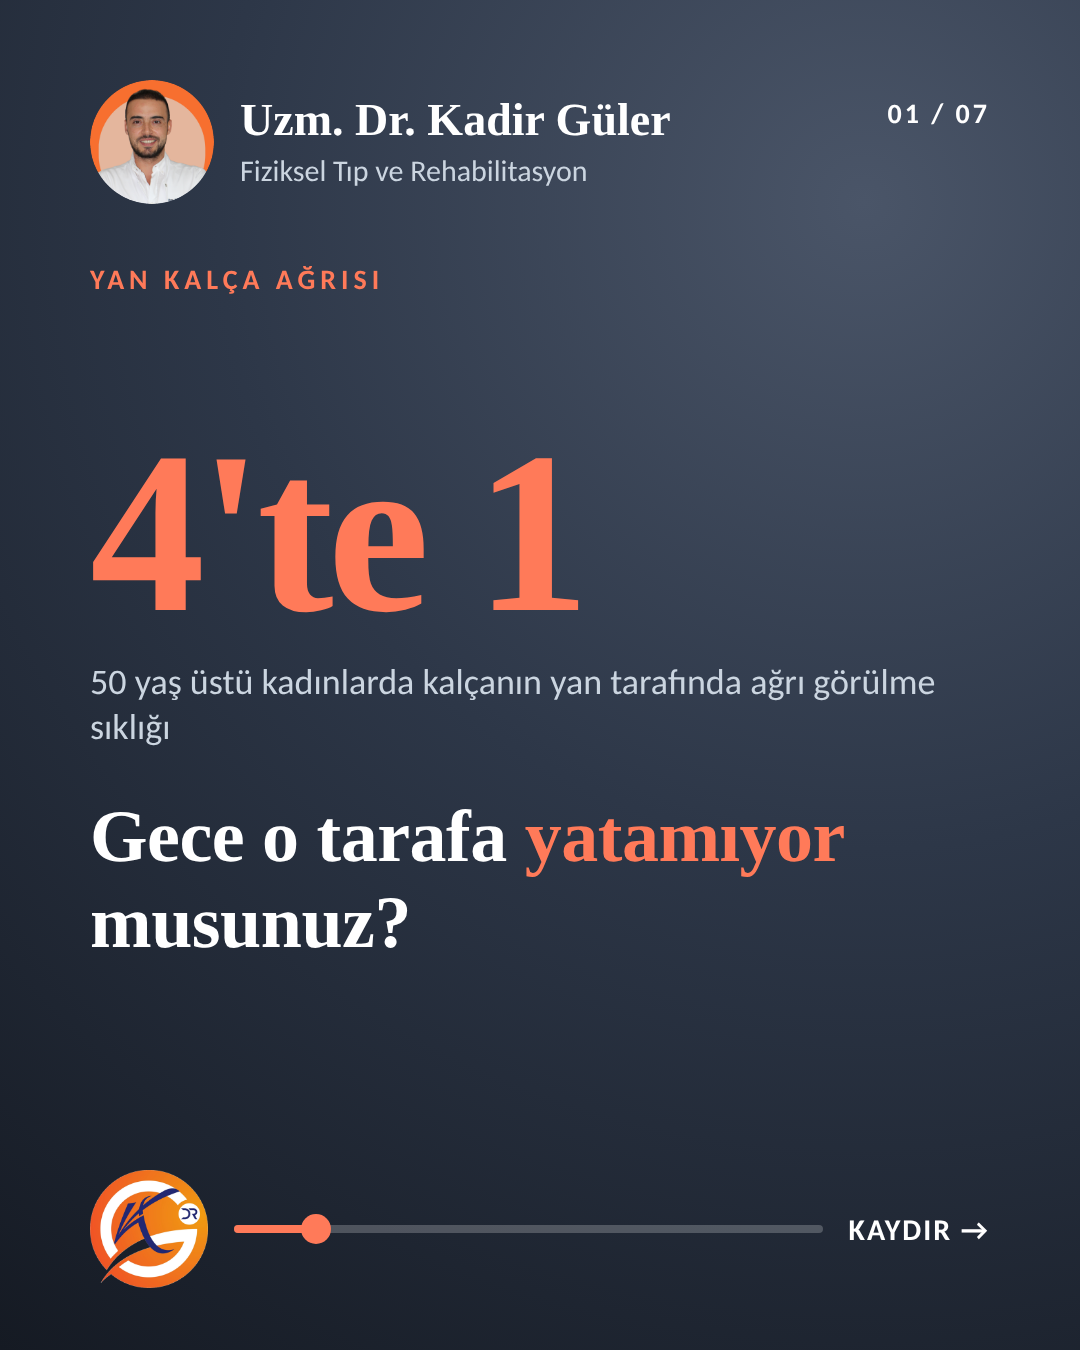 Uzm. Dr. Kadir Güler
01 / 07
Fiziksel Tıp ve Rehabilitasyon
YAN KALÇA AĞRISI
4'te 1
50 yaş üstü kadınlarda kalçanın yan tarafında ağrı görülme
sıklığı
Gece o tarafa yatamıyor
musunuz?
DR
KAYDIR →